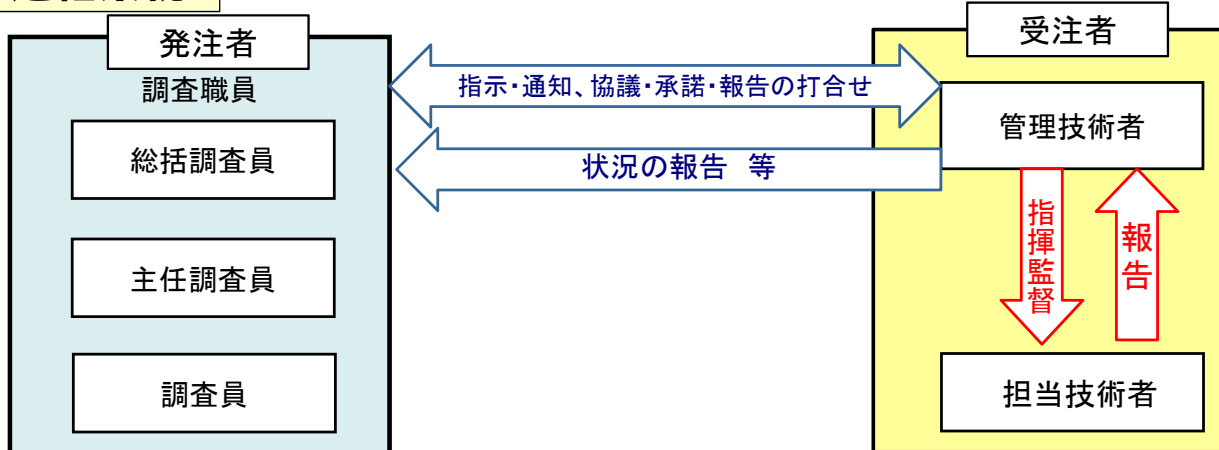 発注者
調査職員
総括調査員
主任調査員
調査員
指示・通知、協議・承諾・報告の打合せ
状況の報告 等
受注者
管理技術者
指揮監督
報告
担当技術者